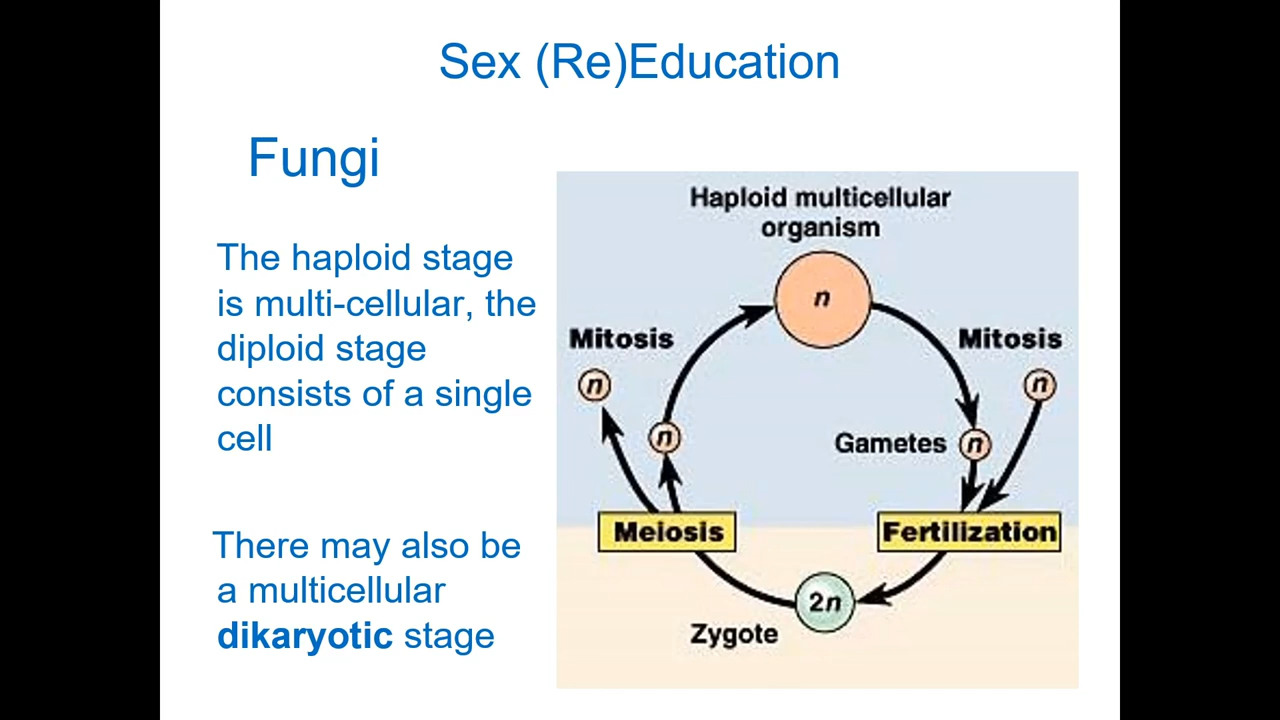 Sex (Re)Education
Fungi
The haploid stage
is multi-cellular, the
diploid stage
consists of a single
cell
There may also be
a multicellular
dikaryotic stage
Haploid multicellular
organism
n
Mitosis
Mitosis
n
n
n
Gametes n
Meiosis
Fertilization
2n
Zygote